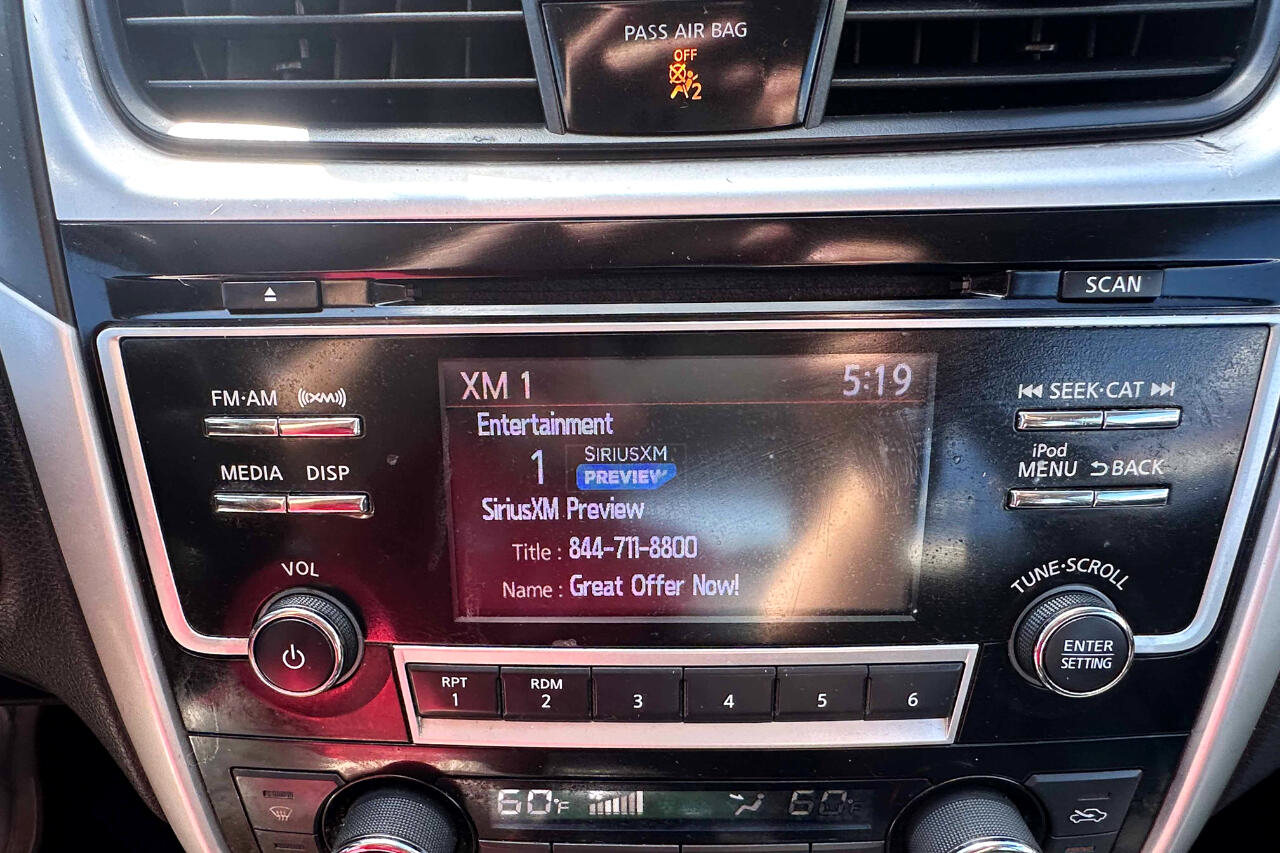 PASS AIR BAG
OFF
2
SCAN
FM·AM ((XM))
MEDIA DISP
VOL
XM 1 5:19
Entertainment
1 SIRIUSXM
PREVIEW
SiriusXM Preview
Title : 844-711-8800
Name : Great Offer Now!
SEEK·CAT
iPod
MENU BACK
TUNE·SCROLL
ENTER
SETTING
RPT
1
RDM
2
3
4
5
6
60°F 60°F